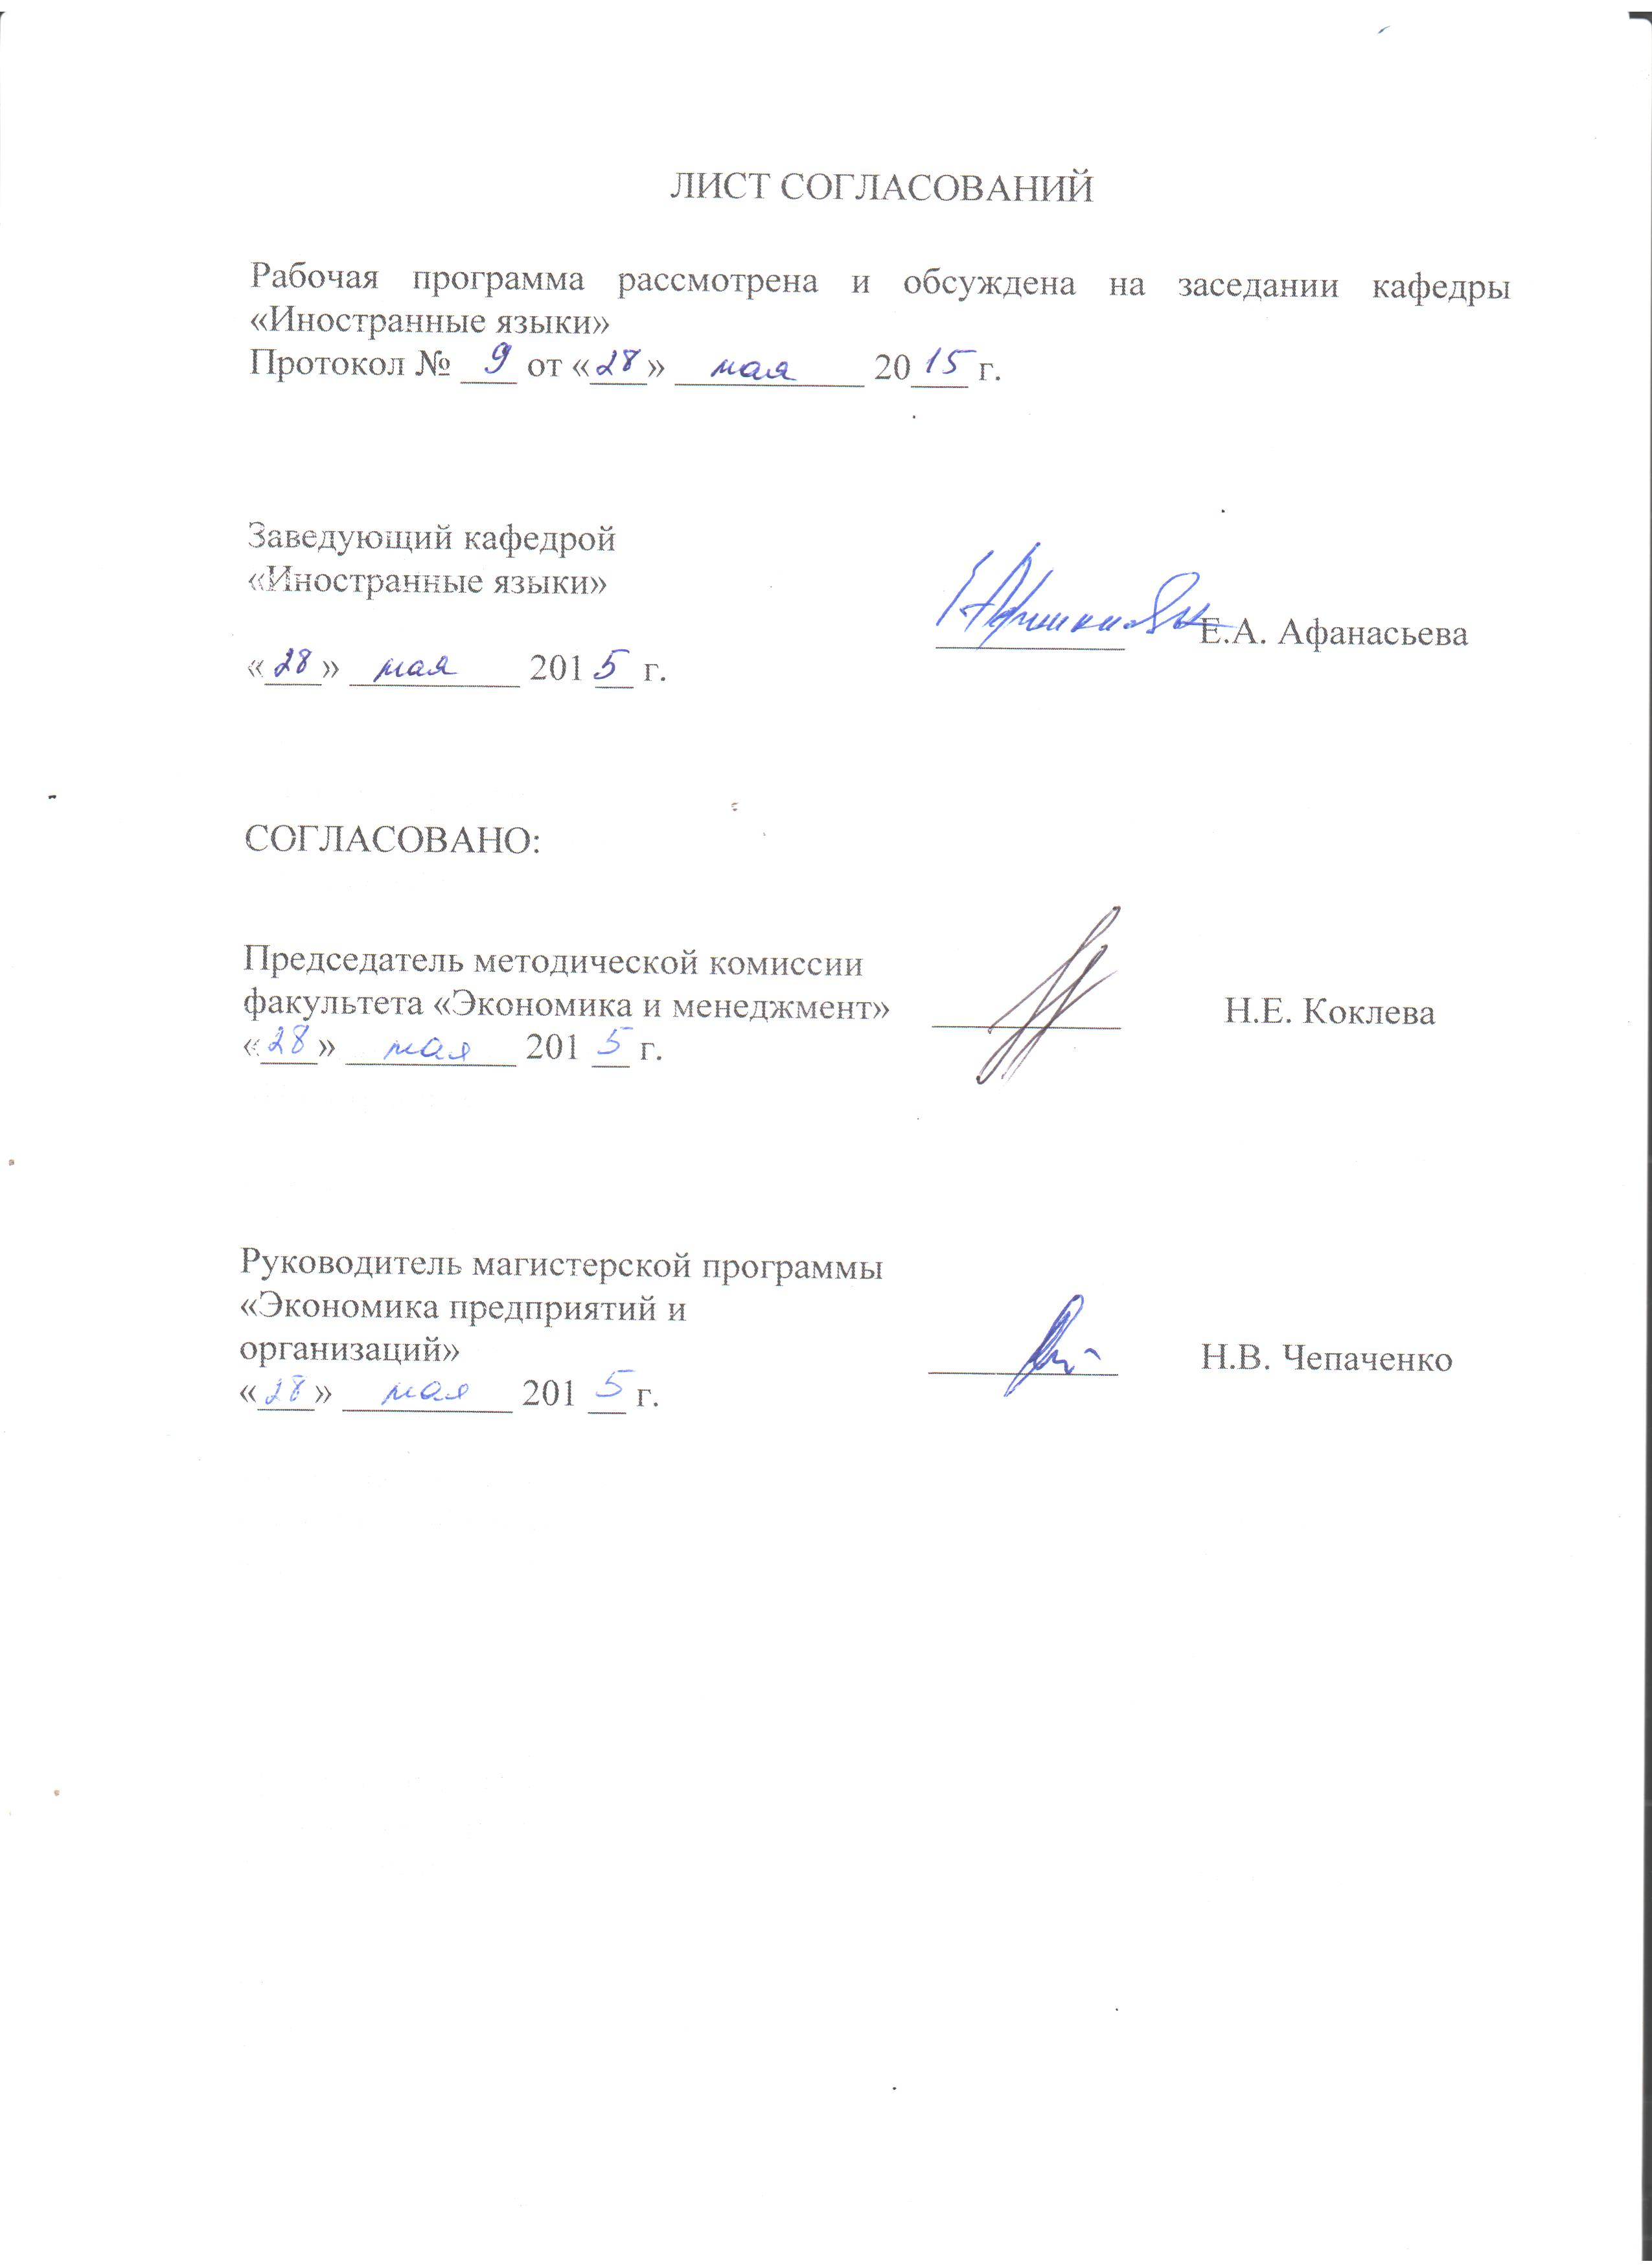 ЛИСТ СОГЛАСОВАНИЙ
Рабочая программа рассмотрена и обсуждена на заседании кафедры
«Иностранные языки»
Протокол № 9 от «28» мая 2015 г.
Заведующий кафедрой
«Иностранные языки»
Е.А. Афанасьева
«28» мая 2015 г.
СОГЛАСОВАНО:
Председатель методической комиссии
факультета «Экономика и менеджмент» Н.Е. Коклева
«28» мая 2015 г.
Руководитель магистерской программы
«Экономика предприятий и
организаций» Н.В. Чепаченко
«28» мая 2015 г.